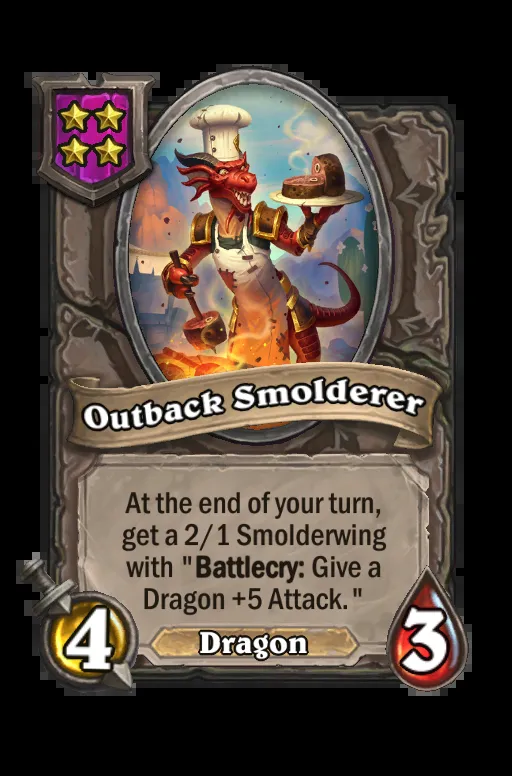 Outback Smolderer
At the end of your turn,
get a 2/1 Smolderwing
with "Battlecry: Give a
Dragon +5 Attack."
4
Dragon
3